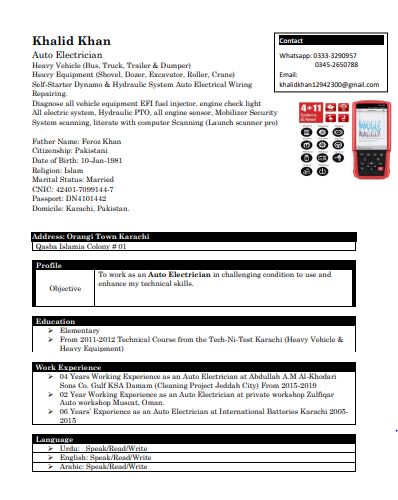 Khalid Khan
Auto Electrician
Heavy Vehicle (Bus, Truck, Trailer & Dumper)
Heavy Equipment (Shovel, Dozer, Excavator, Roller, Crane)
Self-Starter Dynamo & Hydraulic System Auto Electrical Wiring
Repairing.
Diagnose all vehicle equipment EFI fuel injector, engine check light
All electric system, Hydraulic PTO, all engine sensor, Mobilizer Security
System scanning, literate with computer Scanning (Launch scanner pro)
Contact
Whatsapp: 0333-3290957
0345-2650788
Email:
khalidkhan12942300@gmail.com
4+11
Systems
& Reset
Father Name: Feroz Khan
Citizenship: Pakistani
Date of Birth: 10-Jan-1981
Religion: Islam
Marital Status: Married
CNIC: 42401-7099144-7
Passport: DN4101442
Domicile: Karachi, Pakistan.
Address: Orangi Town Karachi
Qasba Islamia Colony # 01
Profile
Objective
To work as an Auto Electrician in challenging condition to use and
enhance my technical skills.
Education
➢ Elementary
➢ From 2011-2012 Technical Course from the Tech-Ni-Test Karachi (Heavy Vehicle &
Heavy Equipment)
Work Experience
➢ 04 Years Working Experience as an Auto Electrician at Abdullah A.M Al-Khodari
Sons Co. Gulf KSA Damam (Cleaning Project Jeddah City) From 2015-2019
➢ 02 Year Working Experience as an Auto Electrician at private workshop Zulfiqar
Auto workshop Muscat, Oman.
➢ 06 Years' Experience as an Auto Electrician at International Batteries Karachi 2005-
2015
Language
➢ Urdu: Speak/Read/Write
➢ English: Speak/Read/Write
➢ Arabic: Speak/Read/Write